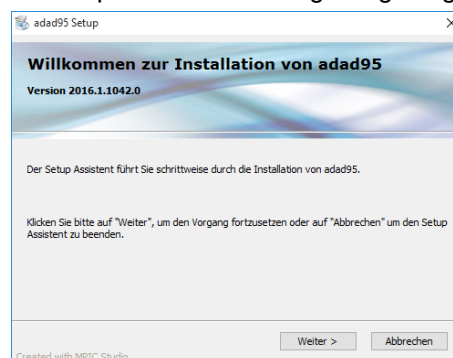 adad95 Setup
Willkommen zur Installation von adad95
Version 2016.1.1042.0
Der Setup Assistent führt Sie schrittweise durch die Installation von adad95.
Klicken Sie bitte auf "Weiter", um den Vorgang fortzusetzen oder auf "Abbrechen" um den Setup
Assistent zu beenden.
Weiter > Abbrechen
Created with MPIC Studio